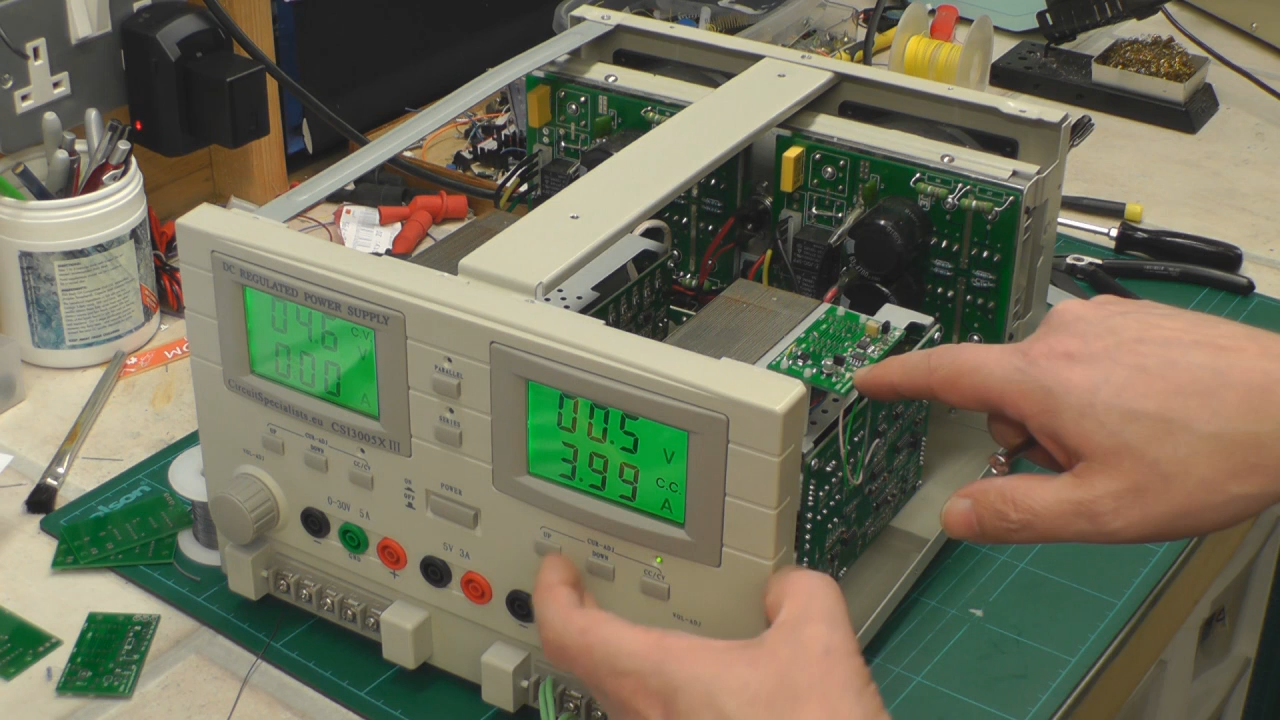 DC REGULATED POWER SUPPLY
04.6
C.V.
V
000
A
CircuitSpecialists.eu CSI3005X III
PARALLEL
SERIES
00.5
V
3.99
C.C.
A
UP
CUR-ADJ
DOWN
CC/CV
VOL-ADJ
ON
OFF
POWER
0-30V 5A
GND
5V 3A
UP
CUR-ADJ
DOWN
CC/CV
VOL-ADJ